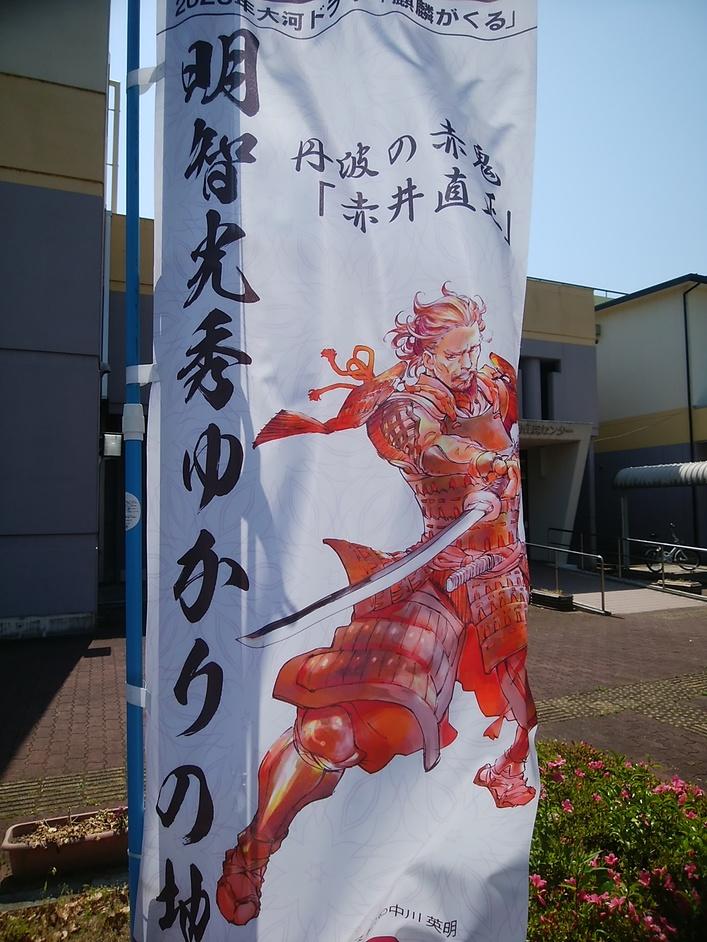 2020年大河ドラマ「麒麟がくる」
明智光秀ゆかりの地
丹波の赤鬼
「赤井直正」
中川 英明